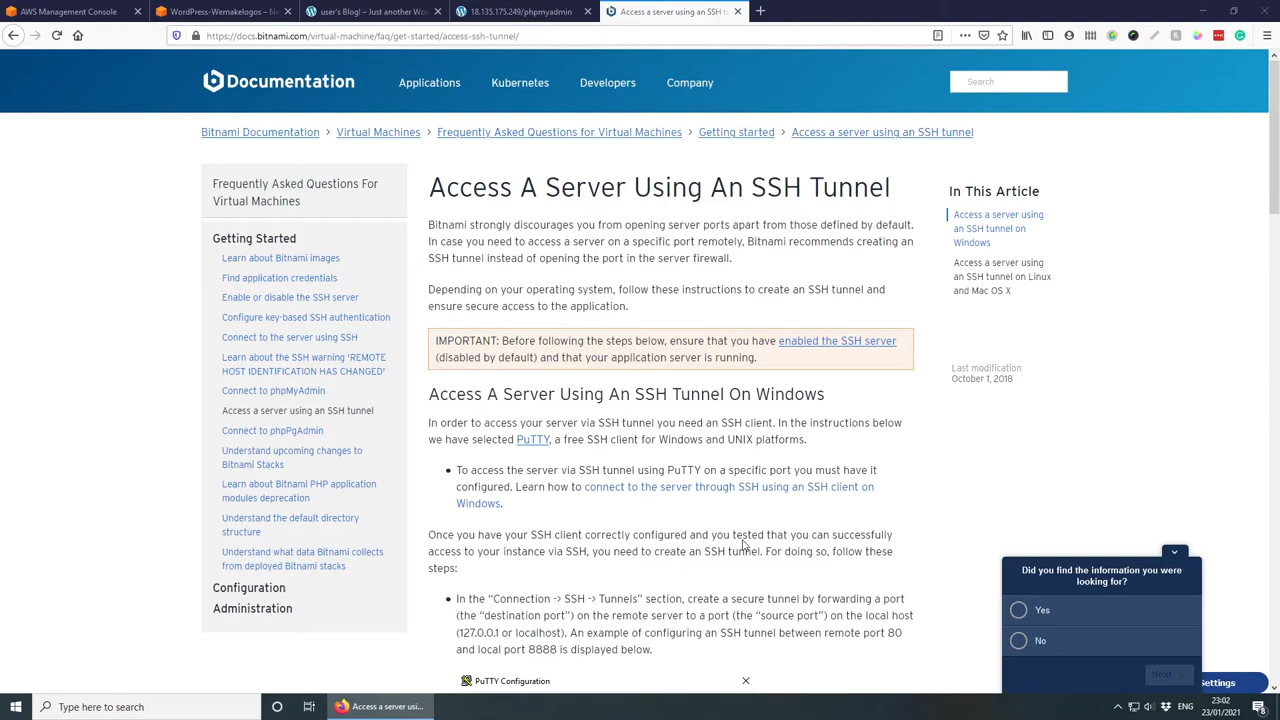 AWS Management Console
WordPress-Wemakelogos – Ne
user's Blog! – Just another Wo
18.135.175.249/phpmyadmin
Access a server using an SSH tu
https://docs.bitnami.com/virtual-machine/faq/get-started/access-ssh-tunnel/
Documentation
Applications
Kubernetes
Developers
Company
Search
Bitnami Documentation > Virtual Machines > Frequently Asked Questions for Virtual Machines > Getting started > Access a server using an SSH tunnel
Frequently Asked Questions For
Virtual Machines
Getting Started
Learn about Bitnami images
Find application credentials
Enable or disable the SSH server
Configure key-based SSH authentication
Connect to the server using SSH
Learn about the SSH warning 'REMOTE
HOST IDENTIFICATION HAS CHANGED'
Connect to phpMyAdmin
Access a server using an SSH tunnel
Connect to phpPgAdmin
Understand upcoming changes to
Bitnami Stacks
Learn about Bitnami PHP application
modules deprecation
Understand the default directory
structure
Understand what data Bitnami collects
from deployed Bitnami stacks
Configuration
Administration
Access A Server Using An SSH Tunnel
Bitnami strongly discourages you from opening server ports apart from those defined by default.
In case you need to access a server on a specific port remotely, Bitnami recommends creating an
SSH tunnel instead of opening the port in the server firewall.
Depending on your operating system, follow these instructions to create an SSH tunnel and
ensure secure access to the application.
IMPORTANT: Before following the steps below, ensure that you have enabled the SSH server
(disabled by default) and that your application server is running.
Access A Server Using An SSH Tunnel On Windows
In order to access your server via SSH tunnel you need an SSH client. In the instructions below
we have selected PuTTY, a free SSH client for Windows and UNIX platforms.
• To access the server via SSH tunnel using PuTTY on a specific port you must have it
configured. Learn how to connect to the server through SSH using an SSH client on
Windows.
Once you have your SSH client correctly configured and you tested that you can successfully
access to your instance via SSH, you need to create an SSH tunnel. For doing so, follow these
steps:
• In the “Connection -> SSH -> Tunnels” section, create a secure tunnel by forwarding a port
(the “destination port”) on the remote server to a port (the “source port”) on the local host
(127.0.0.1 or localhost). An example of configuring an SSH tunnel between remote port 80
and local port 8888 is displayed below.
PuTTY Configuration
In This Article
Access a server using
an SSH tunnel on
Windows
Access a server using
an SSH tunnel on Linux
and Mac OS X
Last modification
October 1, 2018
Did you find the information you were
looking for?
Yes
No
Next
Settings
Type here to search
Access a server usi...
ENG
23:02
23/01/2021
8